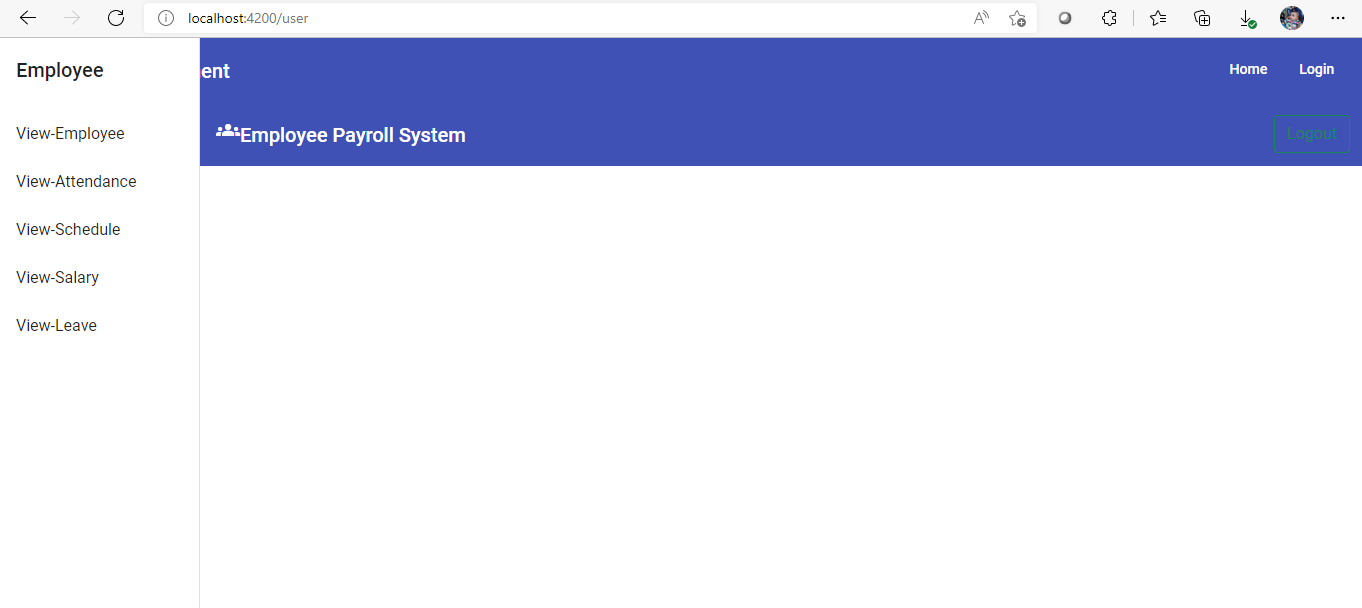 localhost:4200/user
Employee
ent
Home
Login
Employee Payroll System
Logout
View-Employee
View-Attendance
View-Schedule
View-Salary
View-Leave